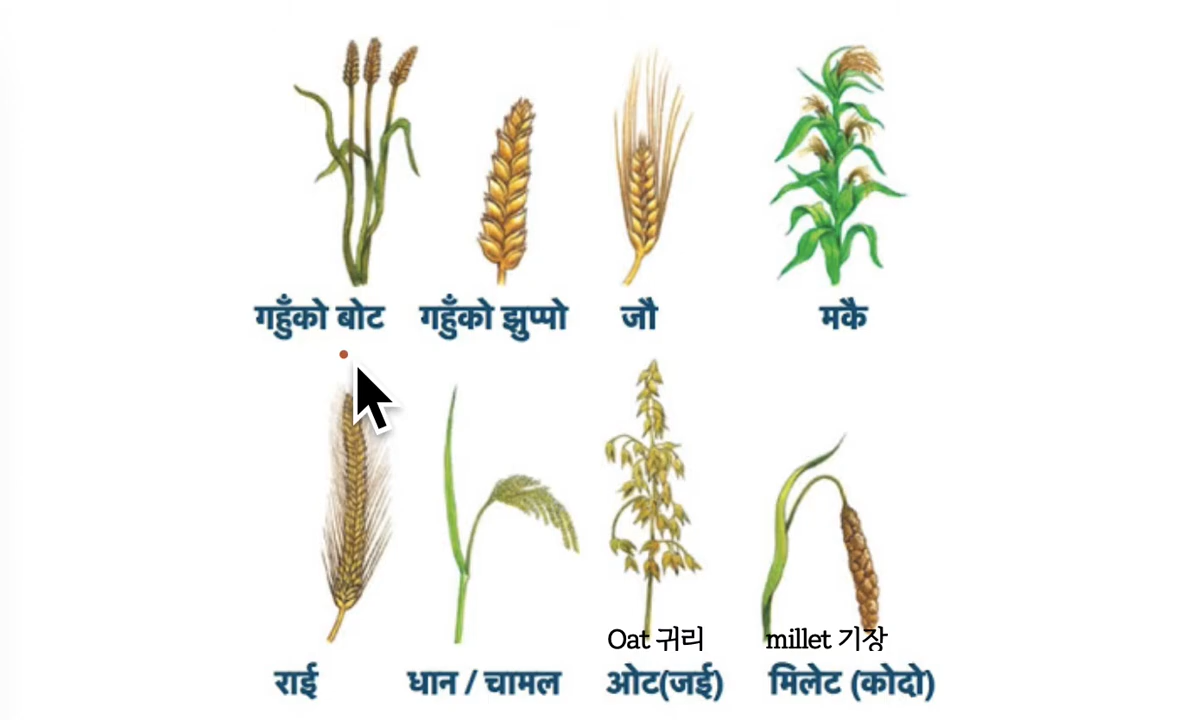 गहुँको बोट गहुँको झुप्पो जौ मकै
Oat 귀리 millet 기장
राई धान / चामल ओट(जई) मिलेट (कोदो)